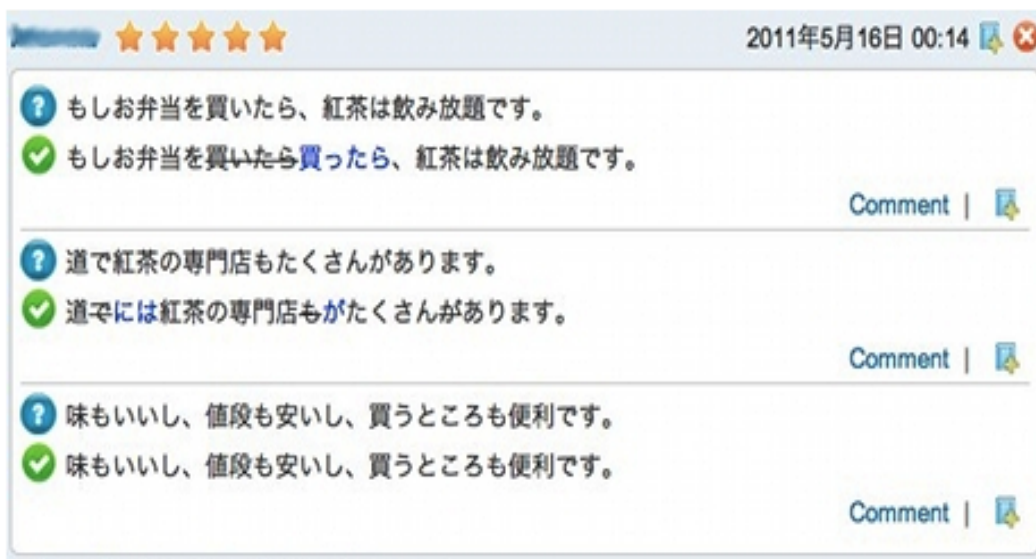 2011年5月16日 00:14
もしお弁当を買いたら、紅茶は飲み放題です。
もしお弁当を買いたら買ったら、紅茶は飲み放題です。
Comment |
道で紅茶の専門店もたくさんがあります。
道でには紅茶の専門店もがたくさんがあります。
Comment |
味もいいし、値段も安いし、買うところも便利です。
味もいいし、値段も安いし、買うところも便利です。
Comment |